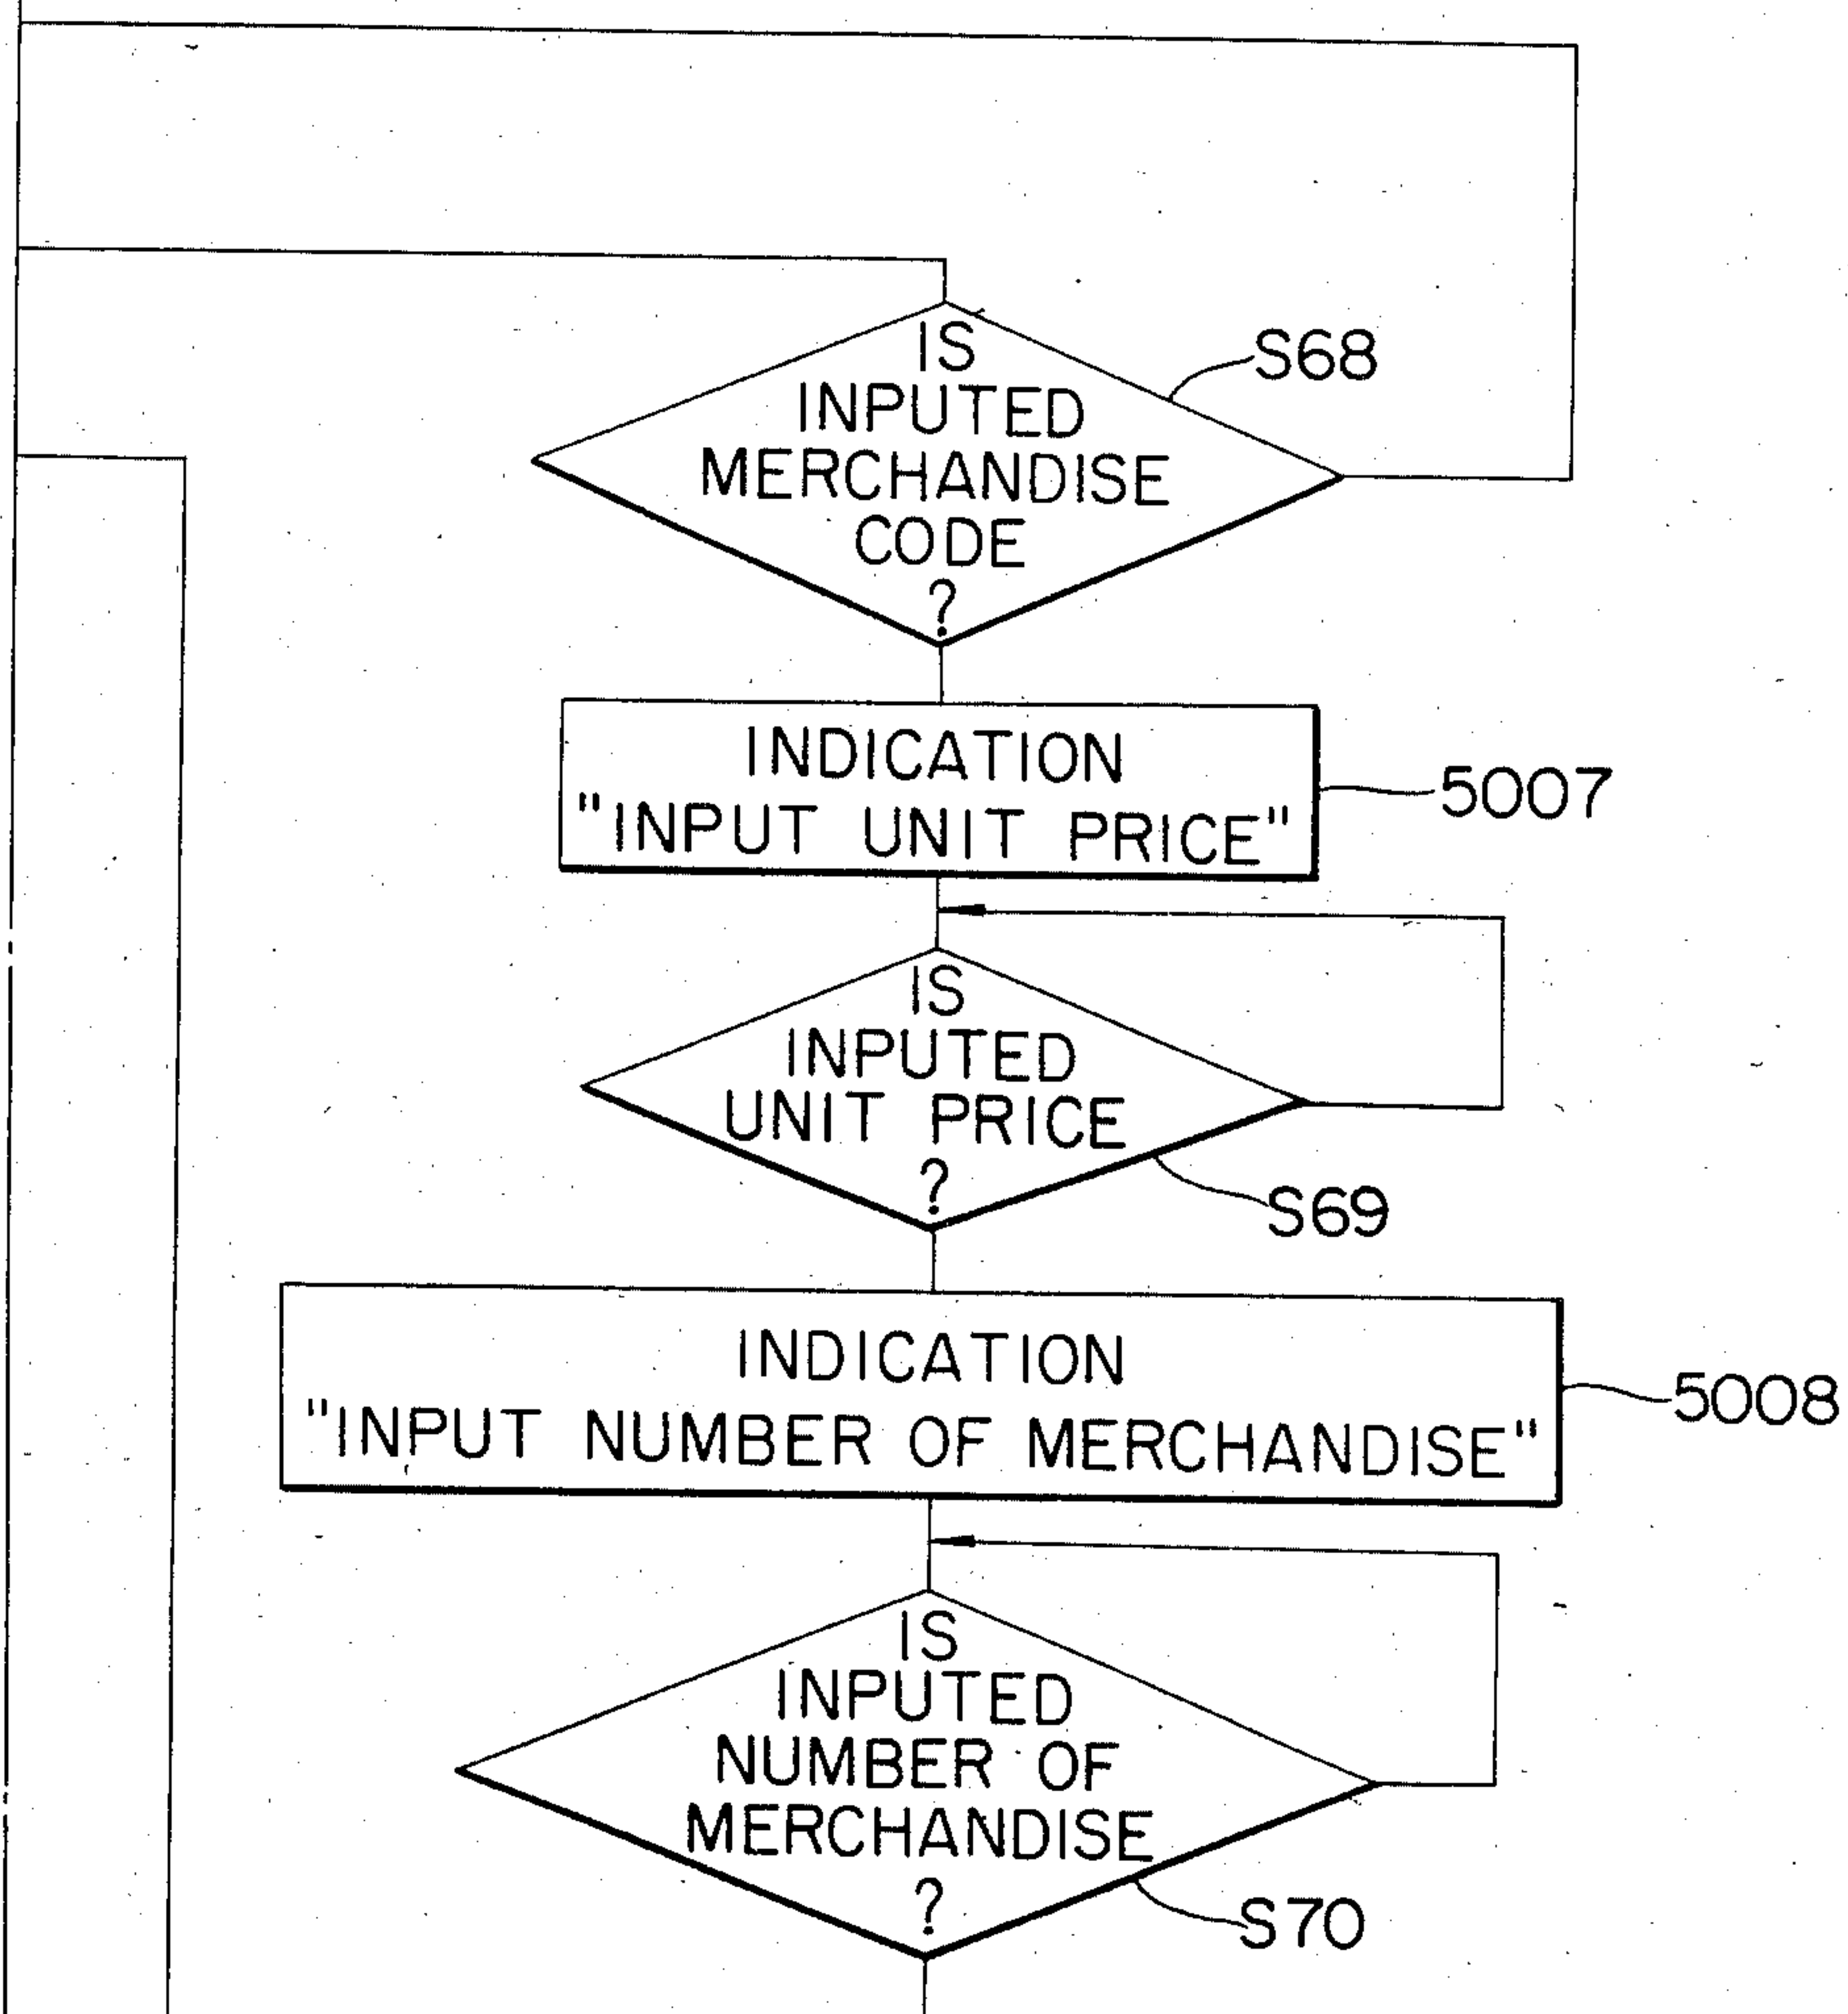 IS
INPUTED
MERCHANDISE
CODE
?
S68
INDICATION
"INPUT UNIT PRICE"
5007
IS
INPUTED
UNIT PRICE
?
S69
INDICATION
"INPUT NUMBER OF MERCHANDISE"
5008
IS
INPUTED
NUMBER OF
MERCHANDISE
?
S70